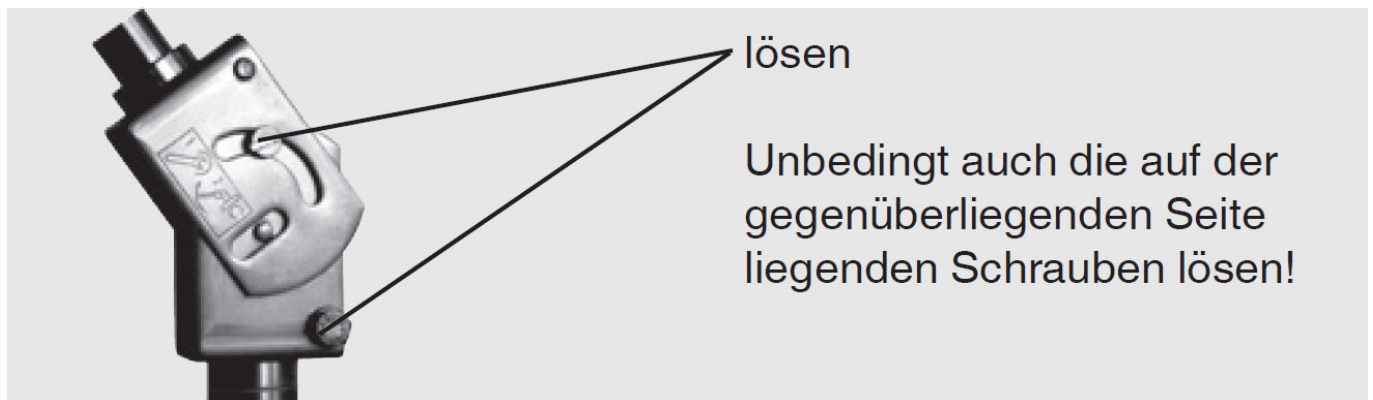 lösen
Unbedingt auch die auf der
gegenüberliegenden Seite
liegenden Schrauben lösen!